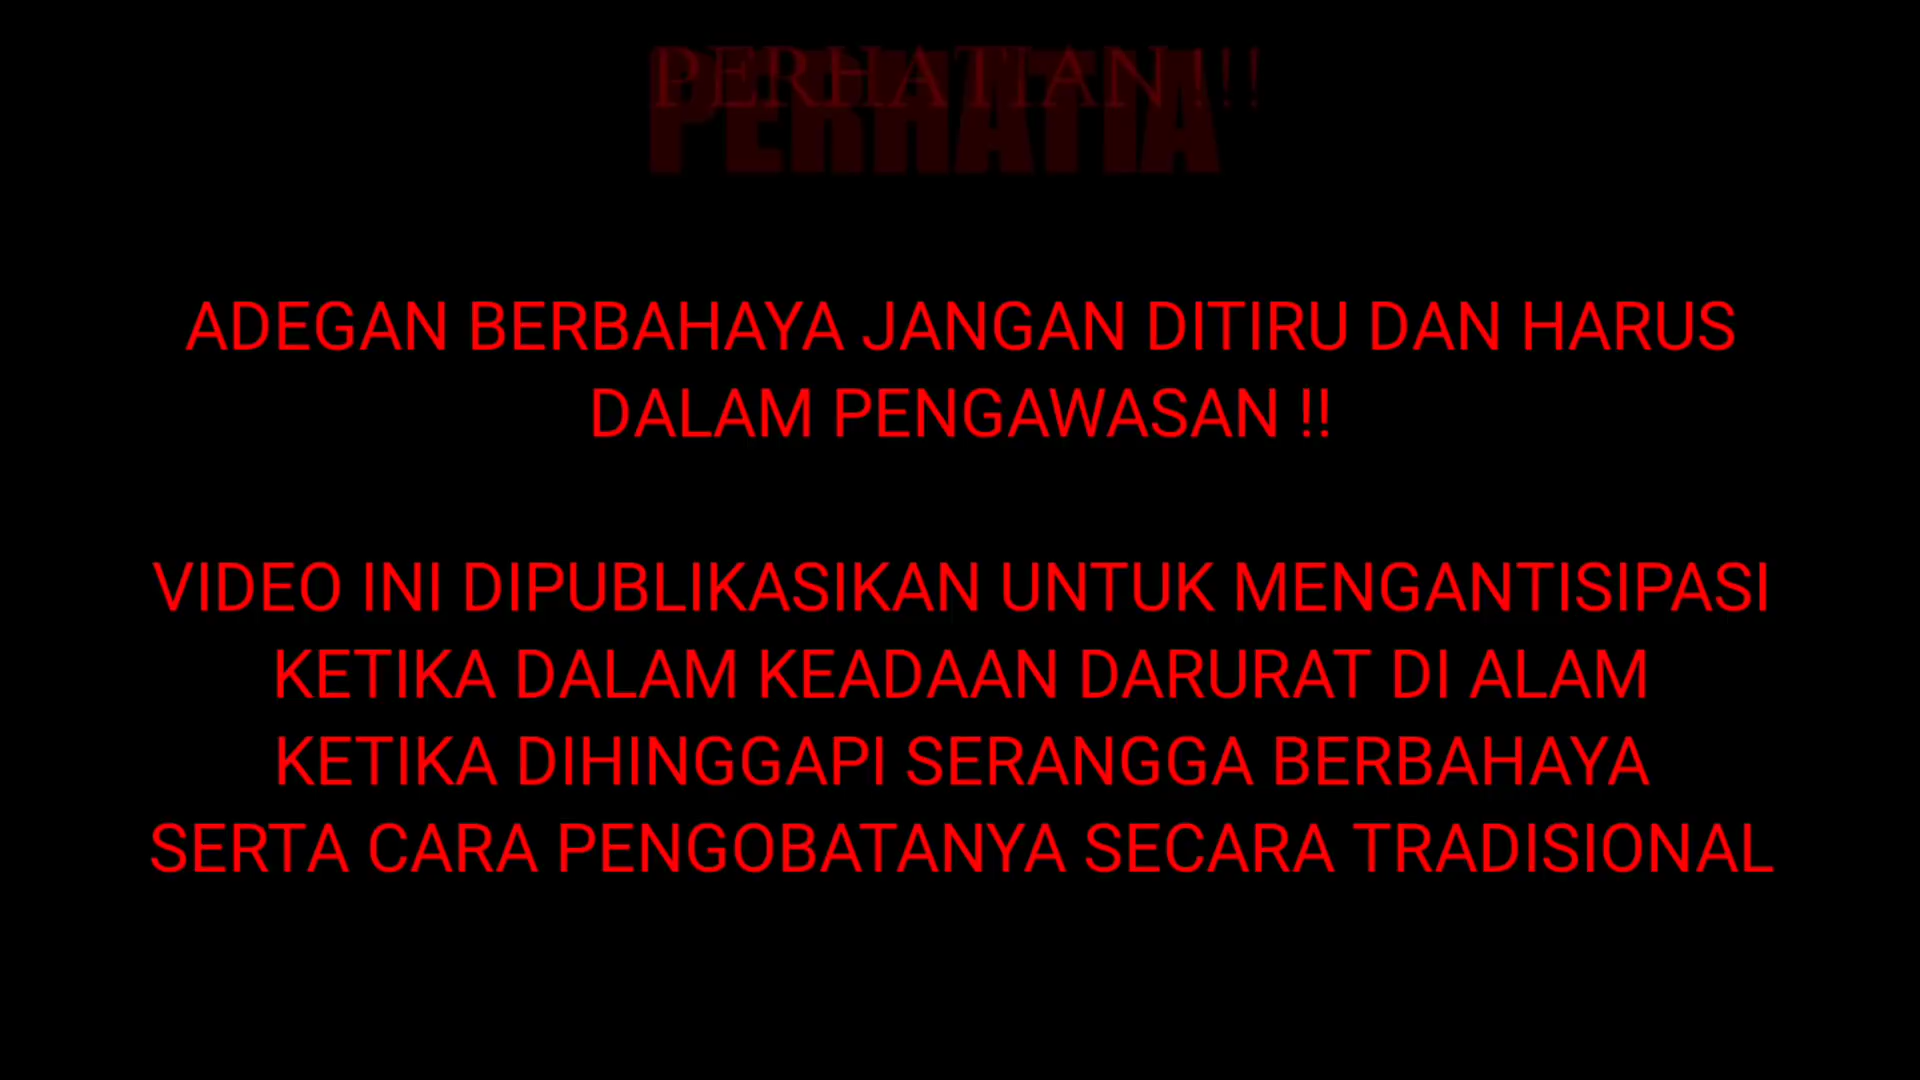 PERHATIAN !!!
PERHATIA
ADEGAN BERBAHAYA JANGAN DITIRU DAN HARUS
DALAM PENGAWASAN !!
VIDEO INI DIPUBLIKASIKAN UNTUK MENGANTISIPASI
KETIKA DALAM KEADAAN DARURAT DI ALAM
KETIKA DIHINGGAPI SERANGGA BERBAHAYA
SERTA CARA PENGOBATANYA SECARA TRADISIONAL